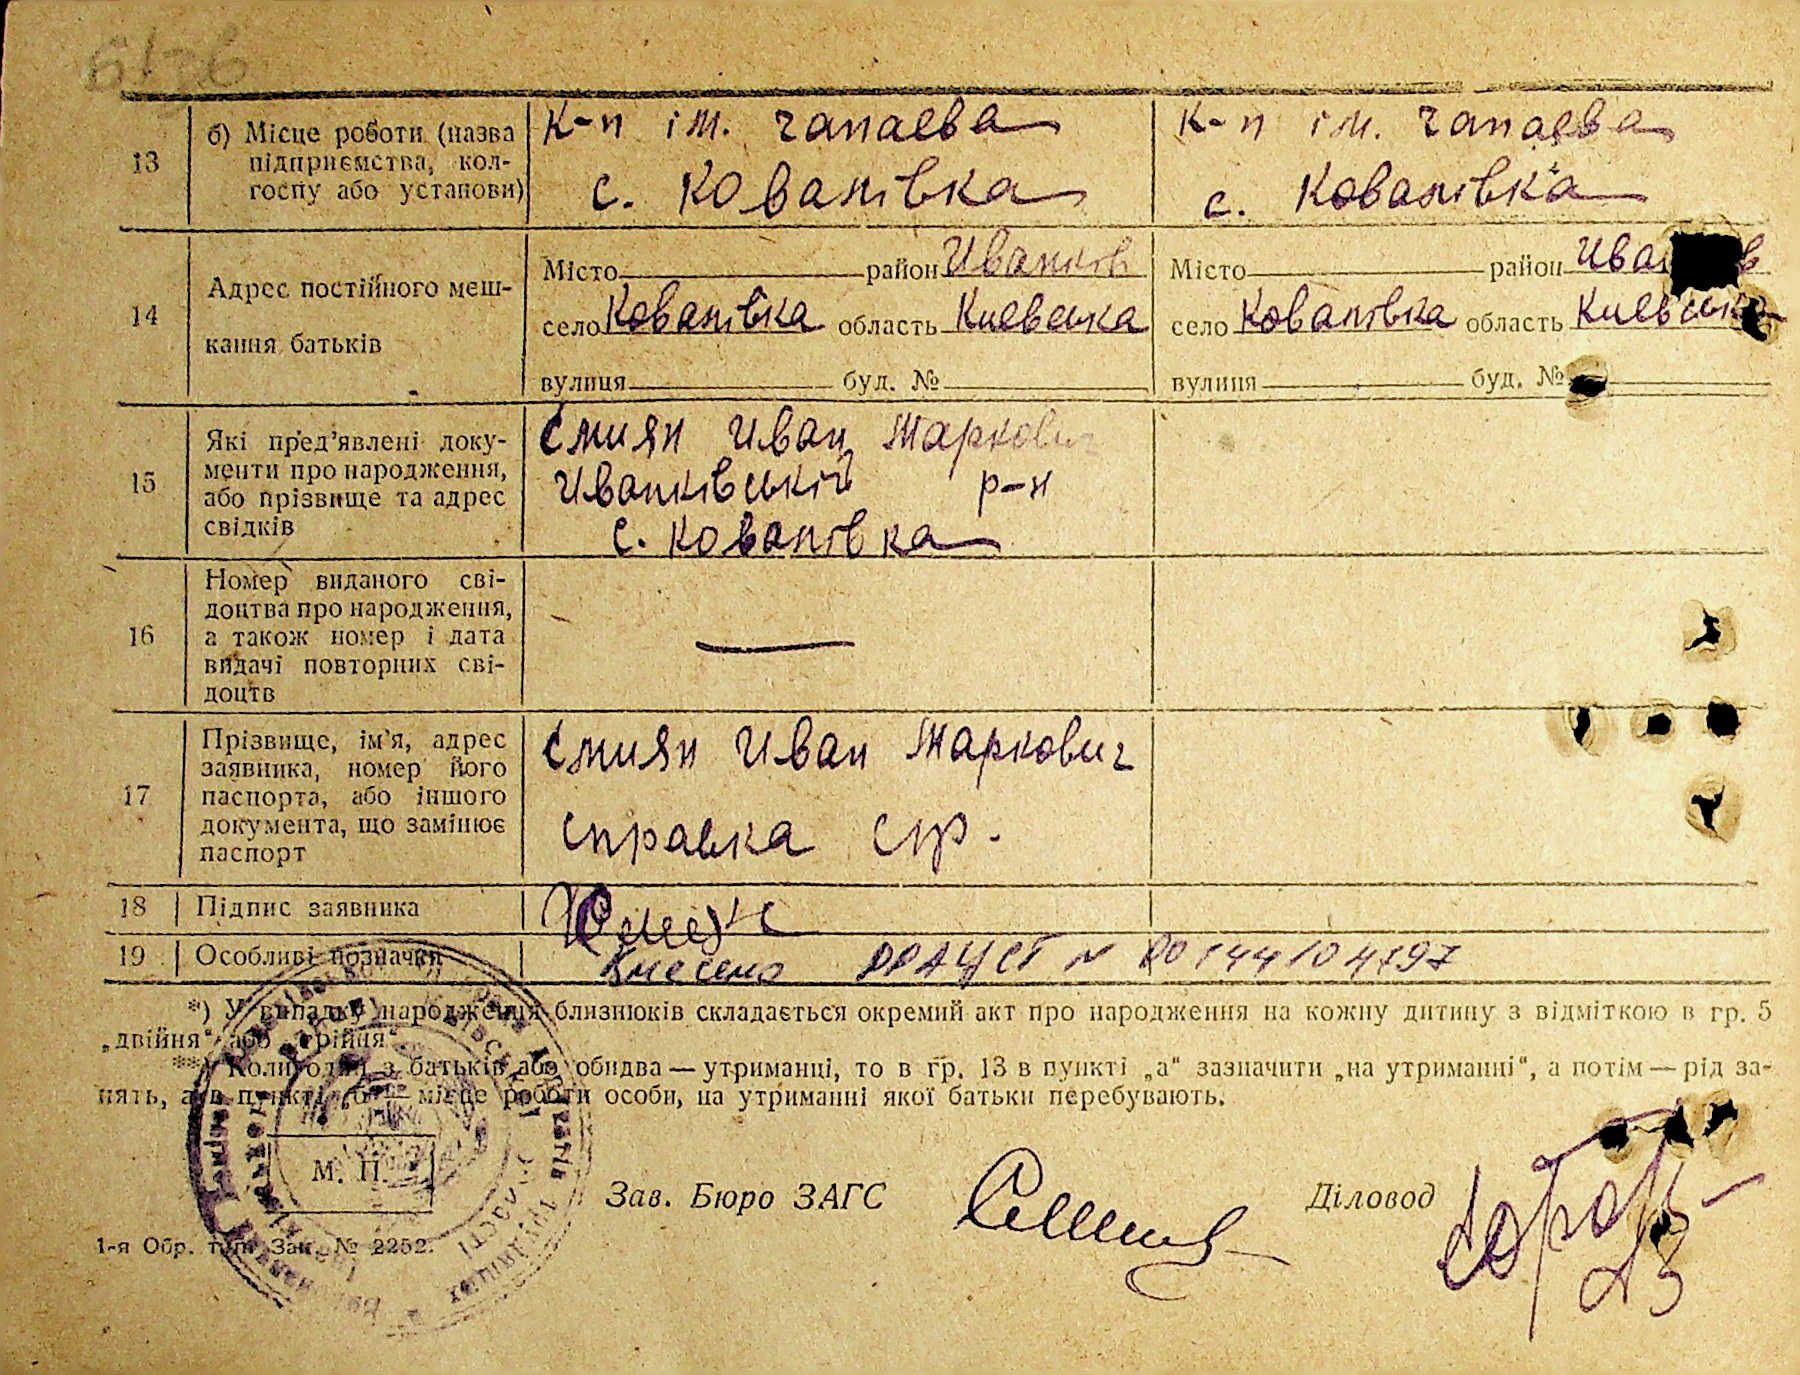 13
б) Місце роботи (назва
підприємства, кол-
госпу або установи)
К-п ім. Чапаєва
с. Ковалівка
К-п ім. Чапаєва
с. Ковалівка
14
Адрес постійного меш-
кання батьків
Місто район Иванків
село Ковалівка область Киевська
вулиця буд. №
Місто район
село Ковалівка область Киевська
вулиця буд. №
15
Які пред’явлені доку-
менти про народження,
або прізвище та адрес
свідків
Смиян Иван Маркович
Иванківській р-н
с. Ковалівка
16
Номер виданого сві-
доцтва про народження,
а також номер і дата
видачі повторних сві-
доцтв
17
Прізвище, ім’я, адрес
заявника, номер його
паспорта, або іншого
документа, що замінює
паспорт
Смиян Иван Маркович
справка с/р.
18 Підпис заявника
19 Особливі позначки
Внесено ДРАЦСГ N 00144104797
*) У випадку народження близнюків складається окремий акт про народження на кожну дитину з відміткою в гр. 5
„двійня“ або „трійня“.
**) Коли один з батьків або обидва — утриманці, то в гр. 13 в пункті „а“ зазначити „на утриманні“, а потім — рід за-
нять, а в пункті „б“ — місце роботи особи, на утриманні якої батьки перебувають.
М. П.
Зав. Бюро ЗАГС
Діловод
1-я Обр. тип. Зак. № 2252.